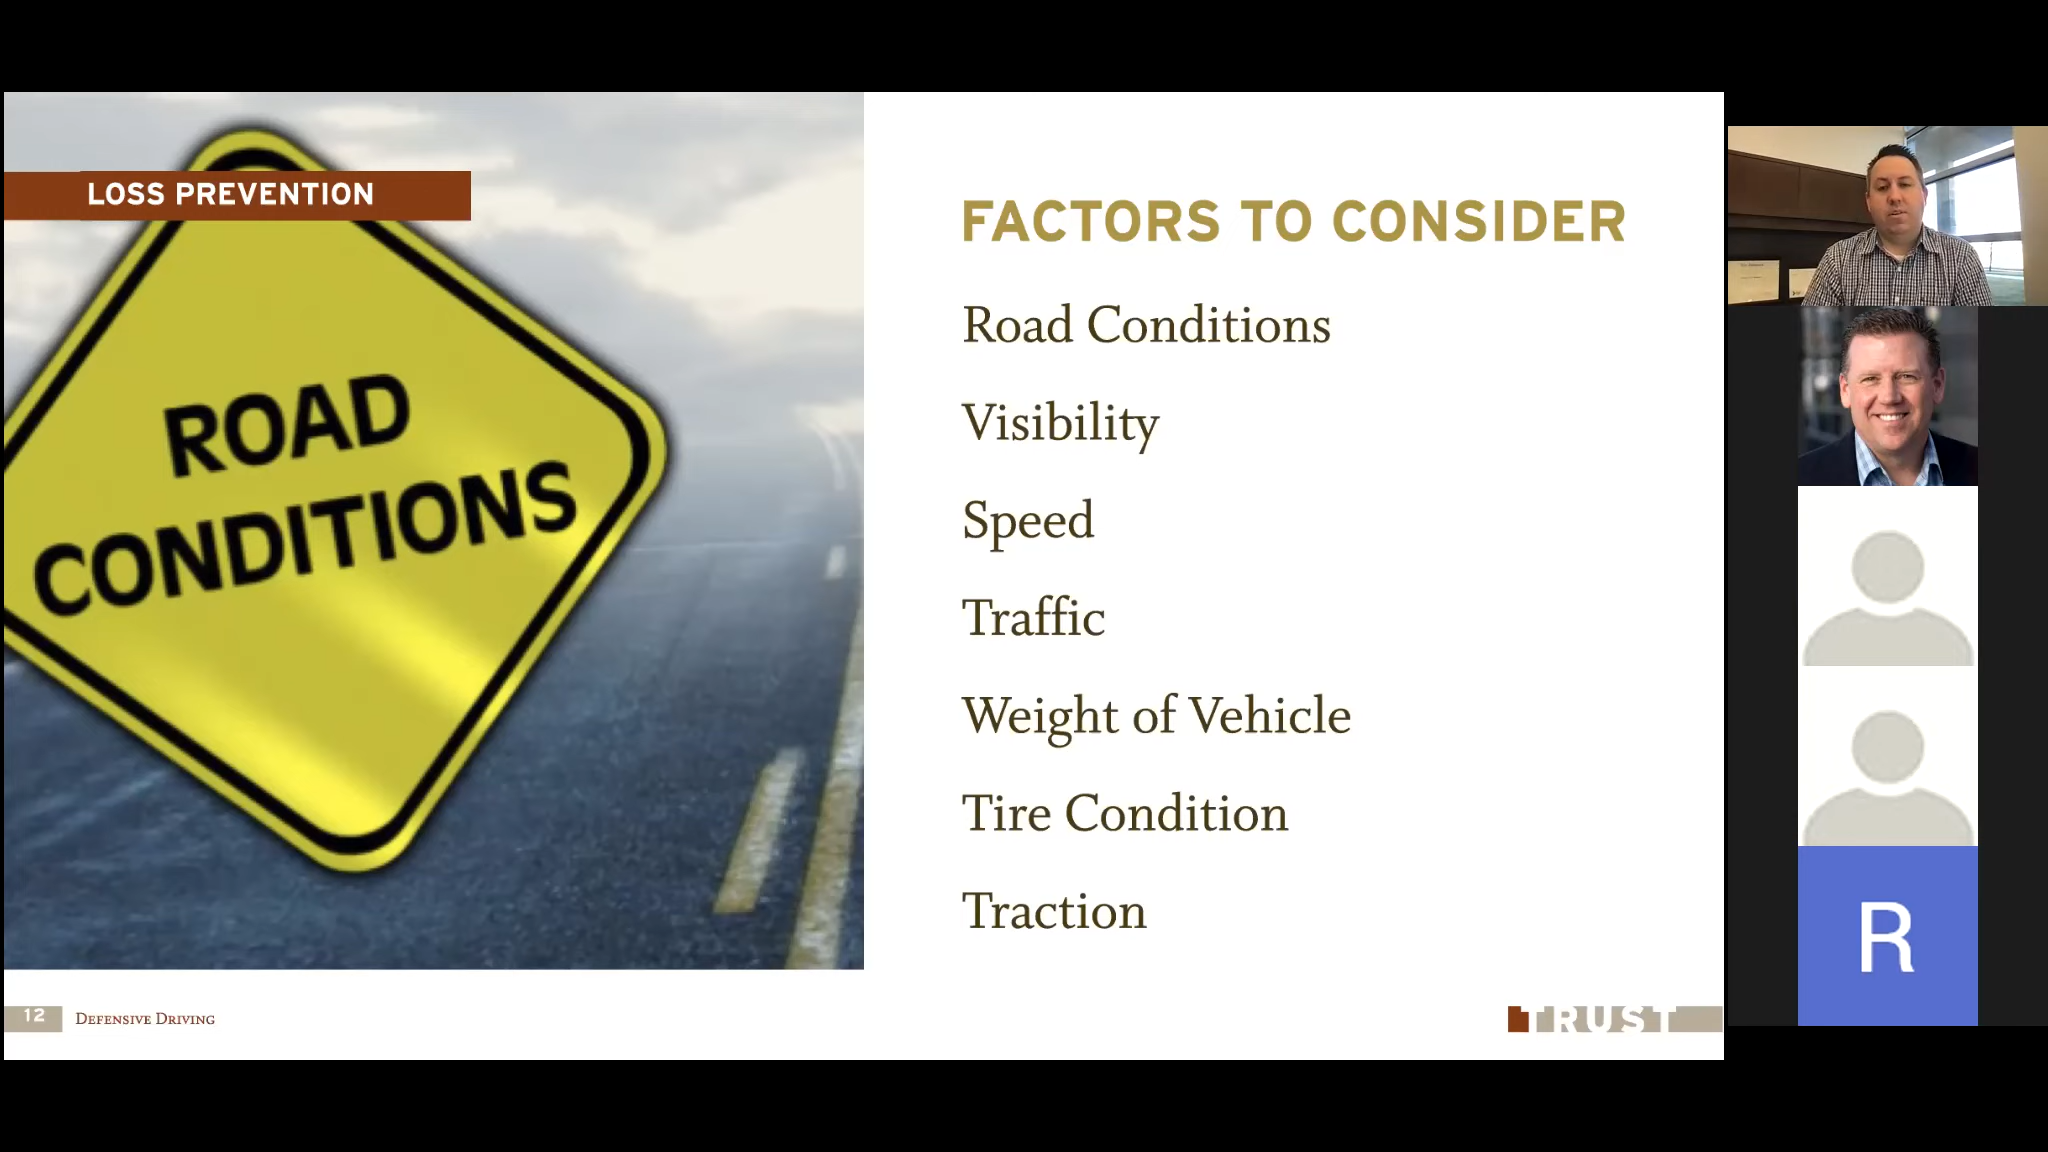 LOSS PREVENTION
ROAD
CONDITIONS
FACTORS TO CONSIDER
Road Conditions
Visibility
Speed
Traffic
Weight of Vehicle
Tire Condition
Traction
12
Defensive Driving
TRUST
R